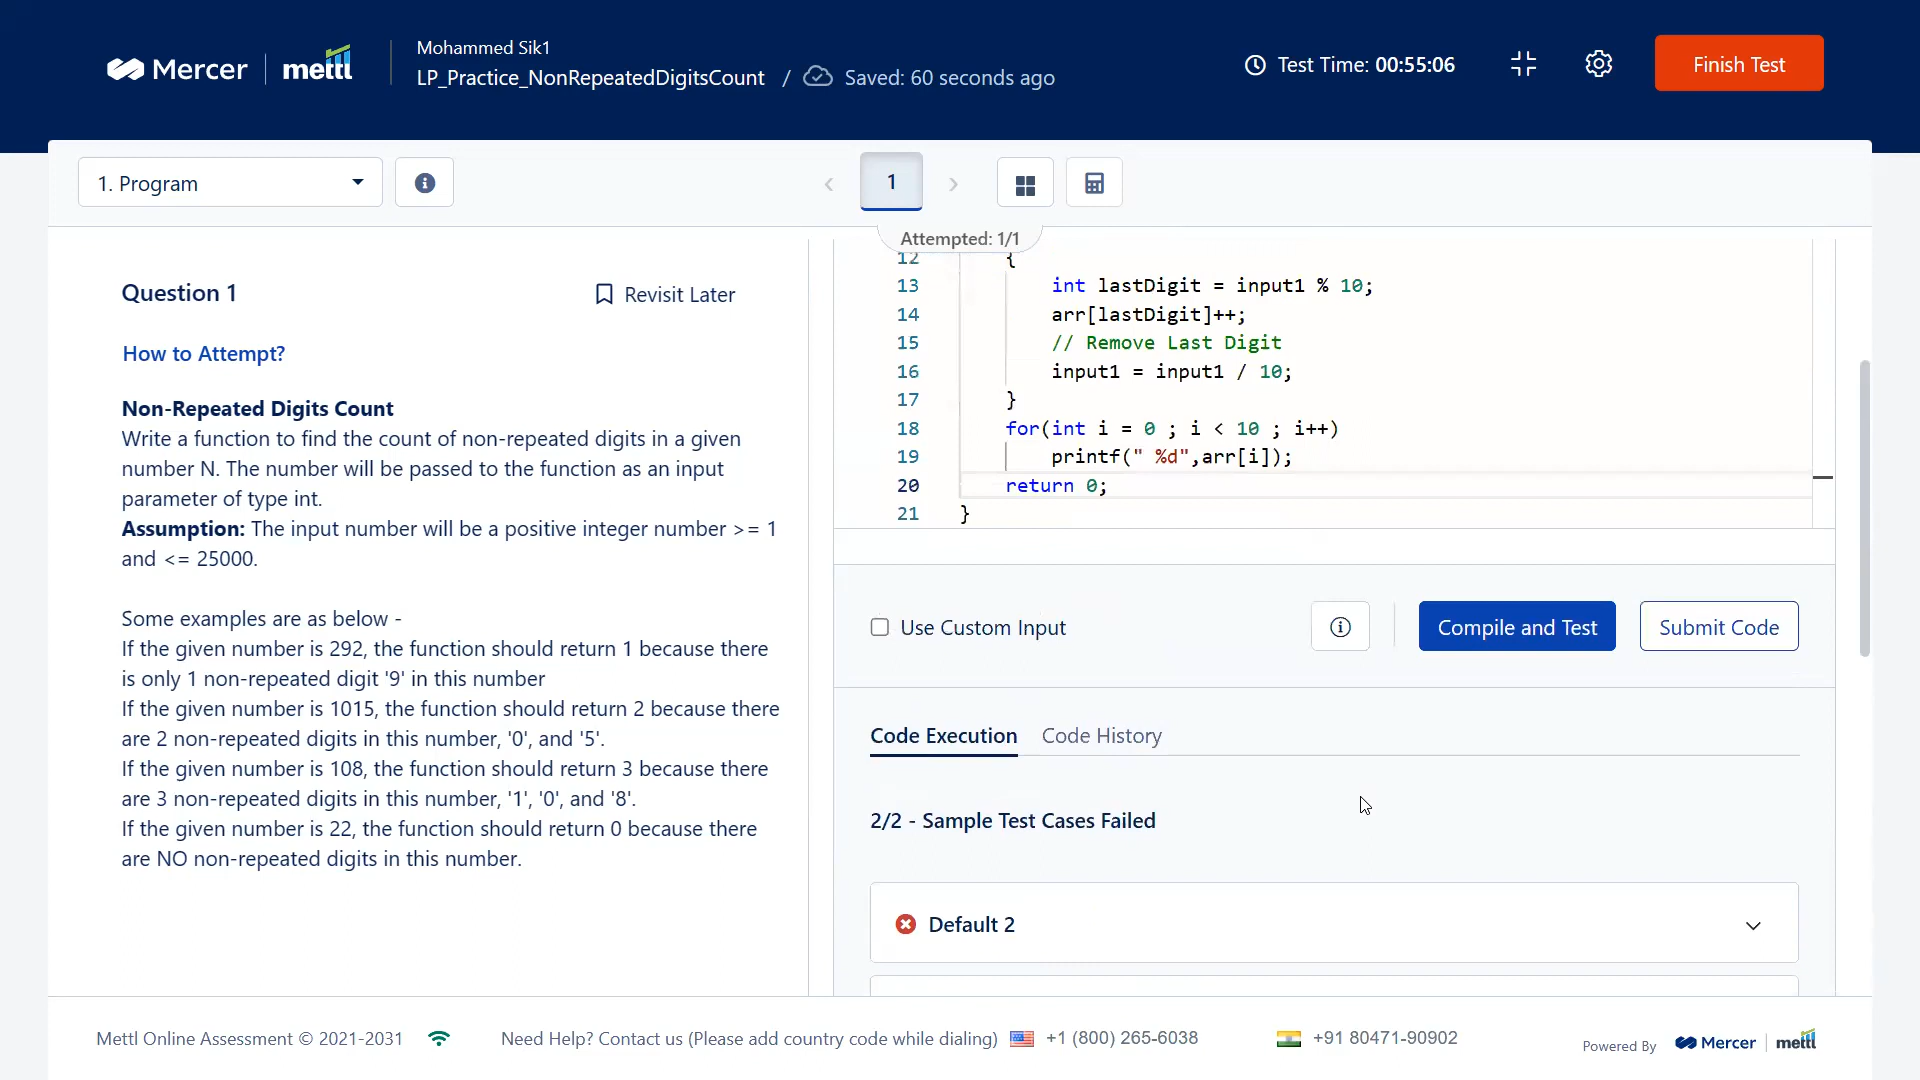 Mercer
mettl
Mohammed Sik1
LP_Practice_NonRepeatedDigitsCount / Saved: 60 seconds ago
Test Time: 00:55:06
Finish Test
1. Program
1
Attempted: 1/1
Question 1
Revisit Later
How to Attempt?
Non-Repeated Digits Count
Write a function to find the count of non-repeated digits in a given
number N. The number will be passed to the function as an input
parameter of type int.
Assumption: The input number will be a positive integer number >= 1
and <= 25000.
Some examples are as below -
If the given number is 292, the function should return 1 because there
is only 1 non-repeated digit '9' in this number
If the given number is 1015, the function should return 2 because there
are 2 non-repeated digits in this number, '0', and '5'.
If the given number is 108, the function should return 3 because there
are 3 non-repeated digits in this number, '1', '0', and '8'.
If the given number is 22, the function should return 0 because there
are NO non-repeated digits in this number.
12 {
13 int lastDigit = input1 % 10;
14 arr[lastDigit]++;
15 // Remove Last Digit
16 input1 = input1 / 10;
17 }
18 for(int i = 0 ; i < 10 ; i++)
19 printf(" %d",arr[i]);
20 return 0;
21 }
Use Custom Input
Compile and Test
Submit Code
Code Execution
Code History
2/2 - Sample Test Cases Failed
Default 2
Mettl Online Assessment © 2021-2031
Need Help? Contact us (Please add country code while dialing)
+1 (800) 265-6038
+91 80471-90902
Powered By
Mercer
mettl